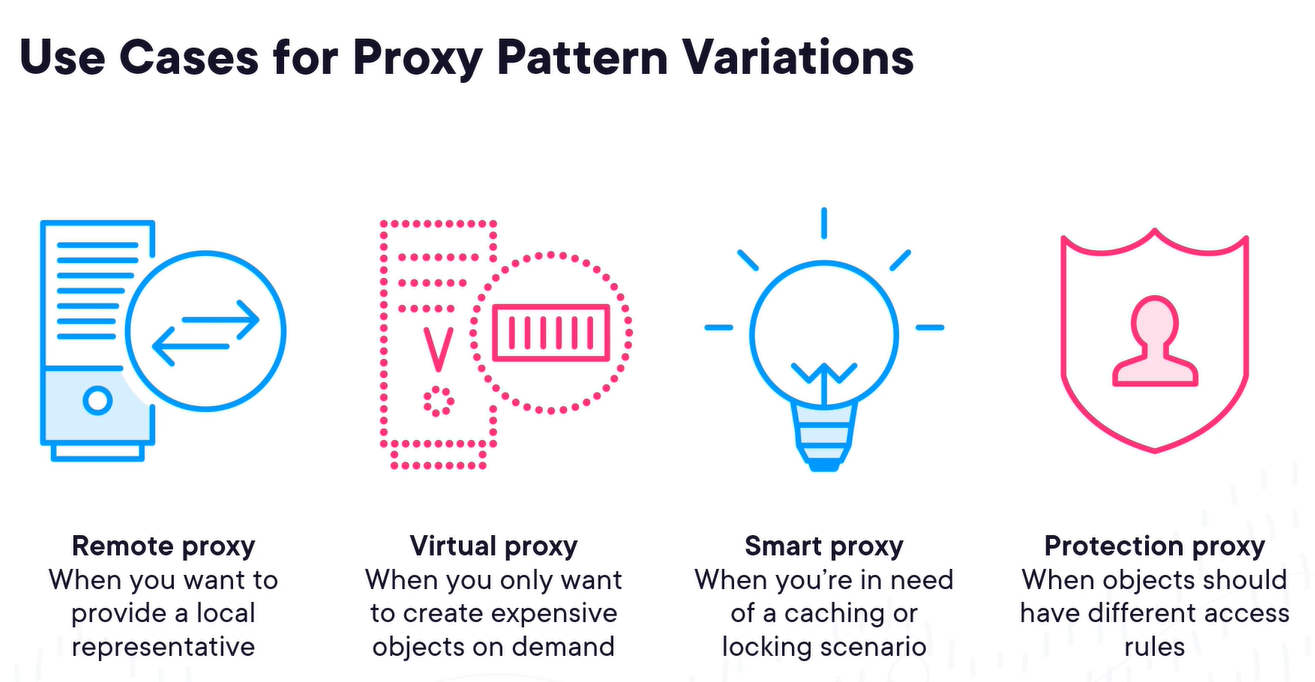 Use Cases for Proxy Pattern Variations
Remote proxy
When you want to
provide a local
representative
Virtual proxy
When you only want
to create expensive
objects on demand
Smart proxy
When you’re in need
of a caching or
locking scenario
Protection proxy
When objects should
have different access
rules